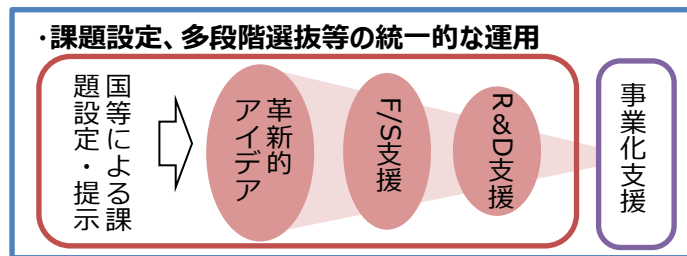 ・課題設定、多段階選抜等の統一的な運用
国等による課
題設定・提示
革新的
アイデア
F/S支援
R&D支援
事業化支援